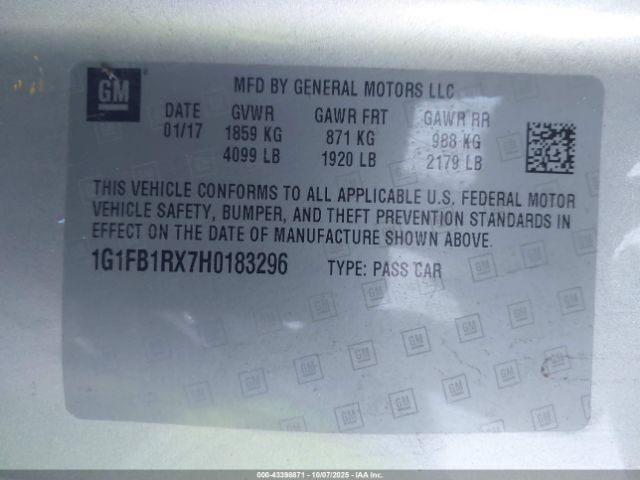 GM
MFD BY GENERAL MOTORS LLC
DATE GVWR GAWR FRT GAWR RR
01/17 1859 KG 871 KG 988 KG
4099 LB 1920 LB 2179 LB
THIS VEHICLE CONFORMS TO ALL APPLICABLE U.S. FEDERAL MOTOR
VEHICLE SAFETY, BUMPER, AND THEFT PREVENTION STANDARDS IN
EFFECT ON THE DATE OF MANUFACTURE SHOWN ABOVE.
1G1FB1RX7H0183296 TYPE: PASS CAR
000-43398871 - 10/07/2025 - IAA Inc.